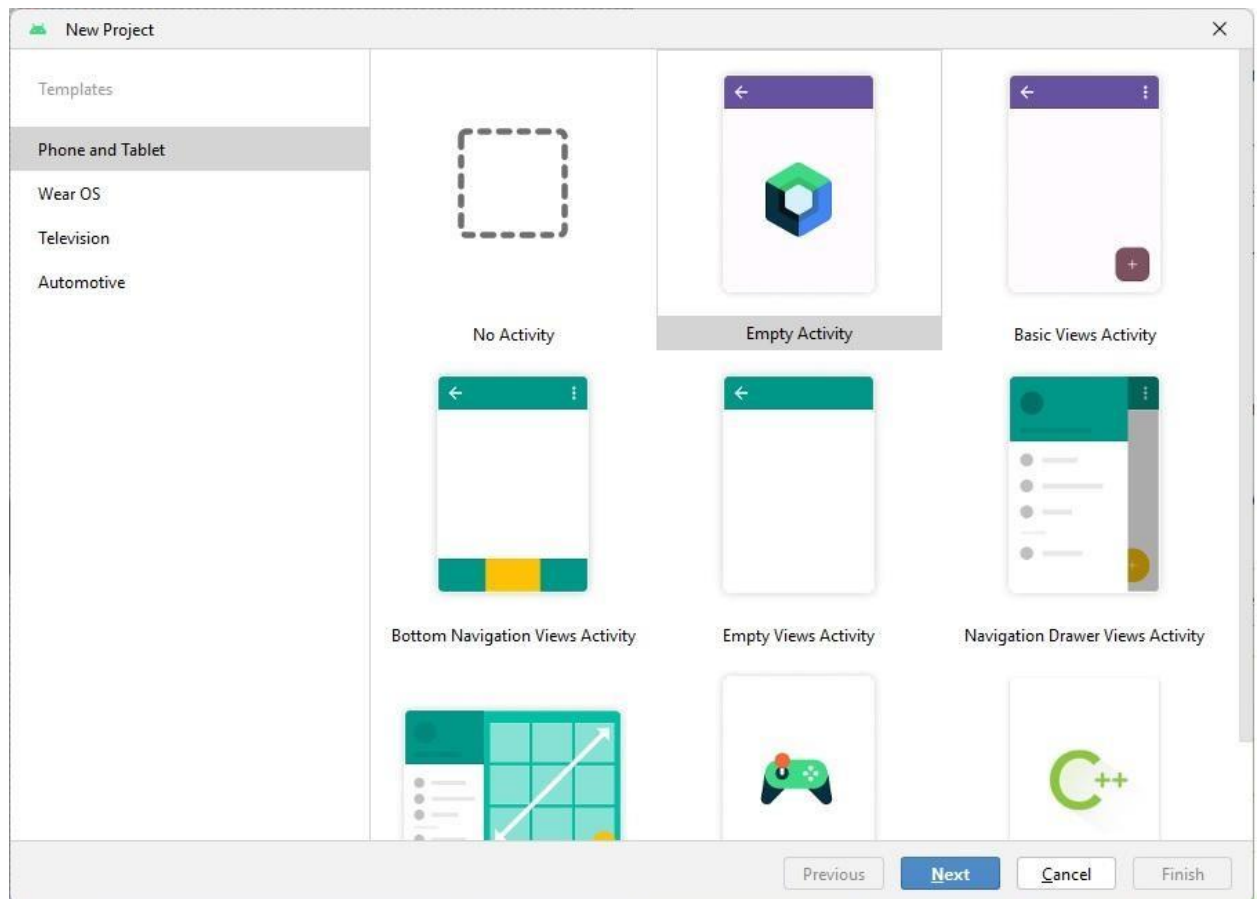 New Project
Templates
Phone and Tablet
Wear OS
Television
Automotive
No Activity
Empty Activity
Basic Views Activity
Bottom Navigation Views Activity
Empty Views Activity
Navigation Drawer Views Activity
C++
Previous
Next
Cancel
Finish